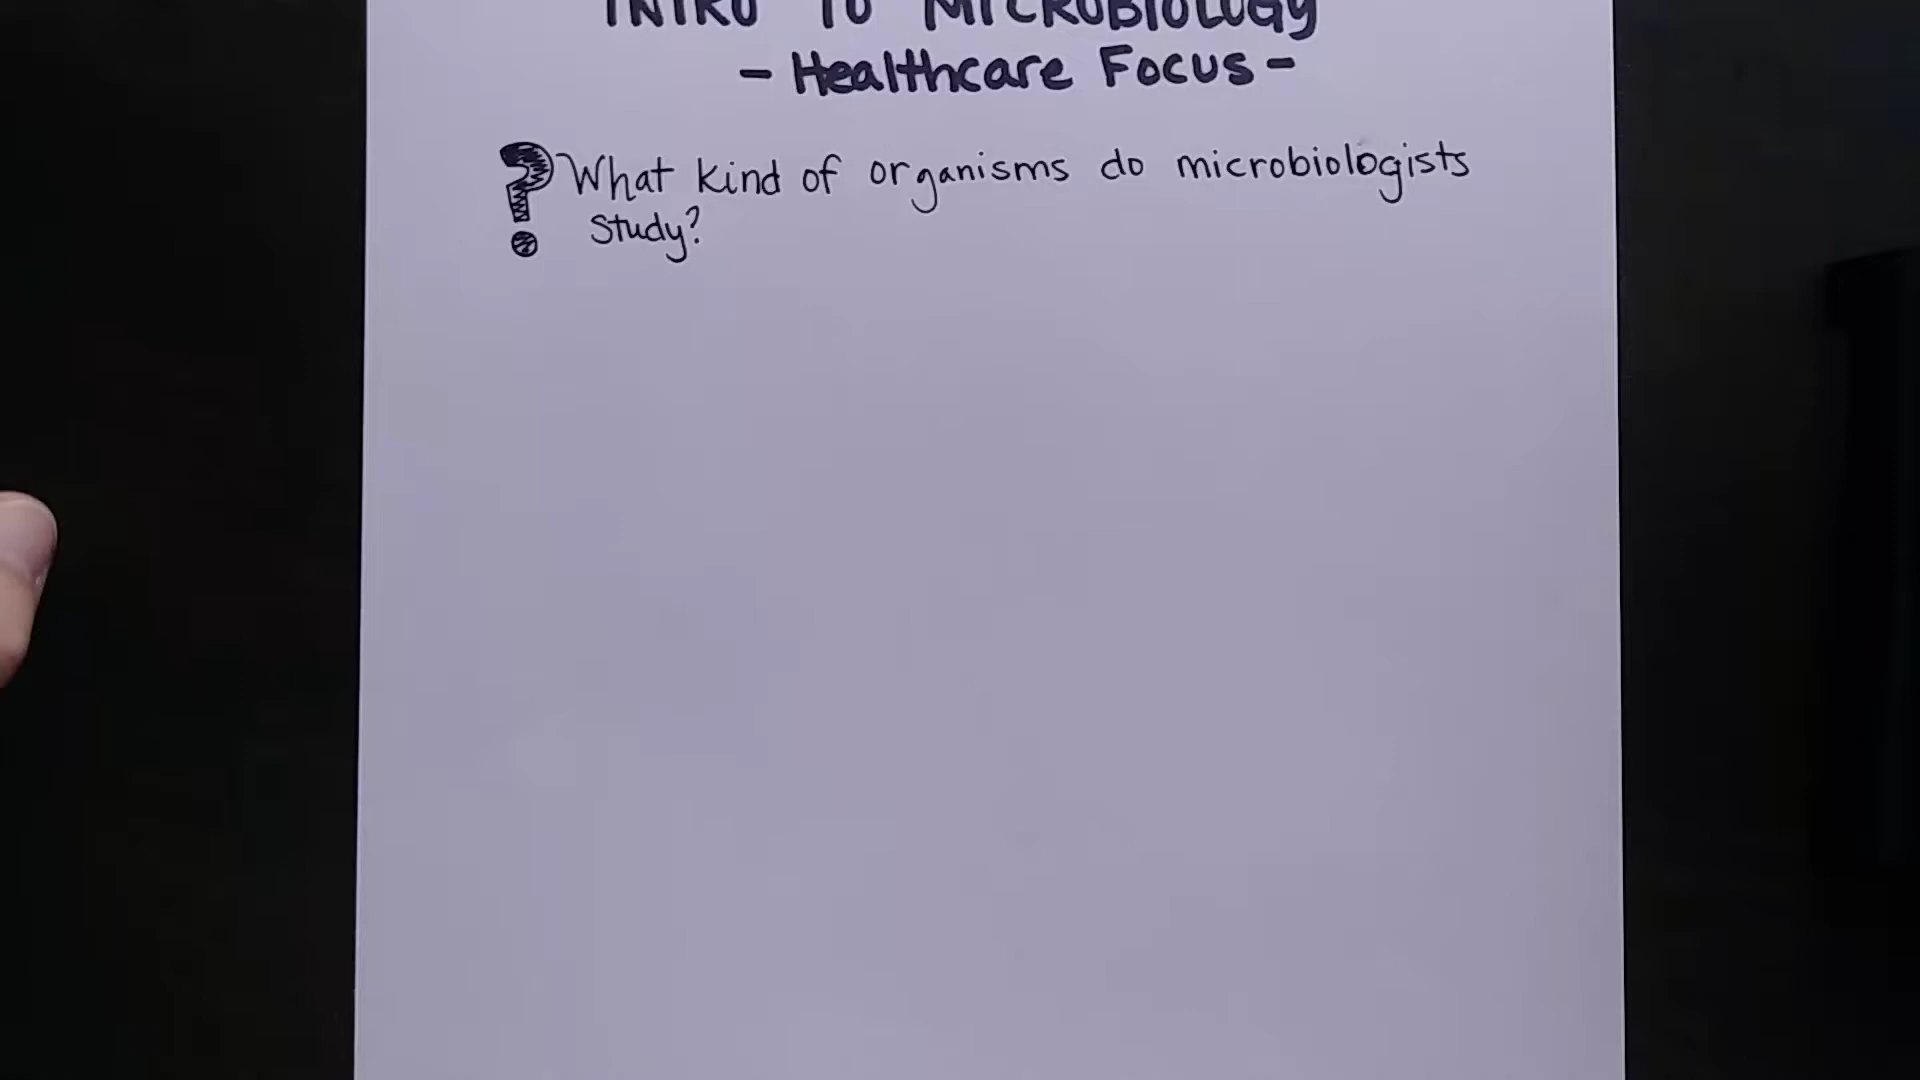 INTRO TO MICROBIOLOGY
- Healthcare Focus -
? What kind of organisms do microbiologists
study?